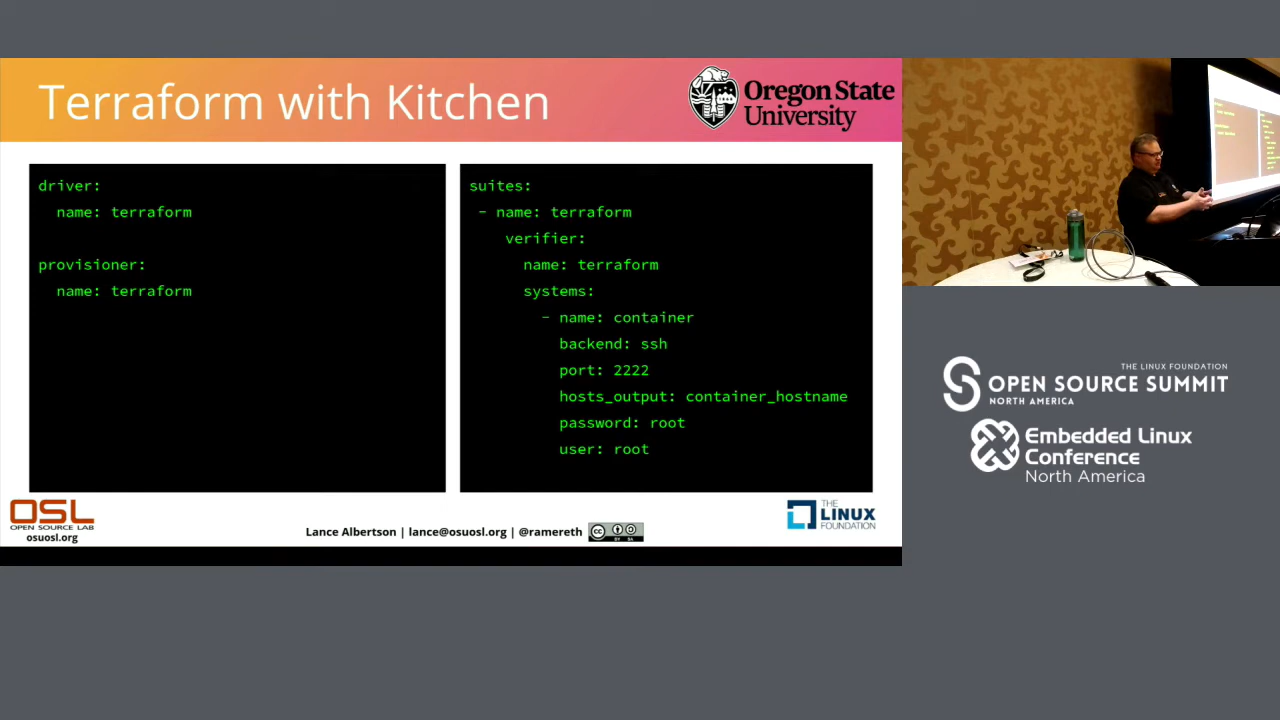 Terraform with Kitchen
Oregon State
University
driver:
  name: terraform
provisioner:
  name: terraform
suites:
 - name: terraform
    verifier:
      name: terraform
      systems:
        - name: container
          backend: ssh
          port: 2222
          hosts_output: container_hostname
          password: root
          user: root
OSL
OPEN SOURCE LAB
osuosl.org
Lance Albertson | lance@osuosl.org | @ramereth
cc
BY SA
THE
LINUX
FOUNDATION
THE LINUX FOUNDATION
OPEN SOURCE SUMMIT
NORTH AMERICA
Embedded Linux
Conference
North America